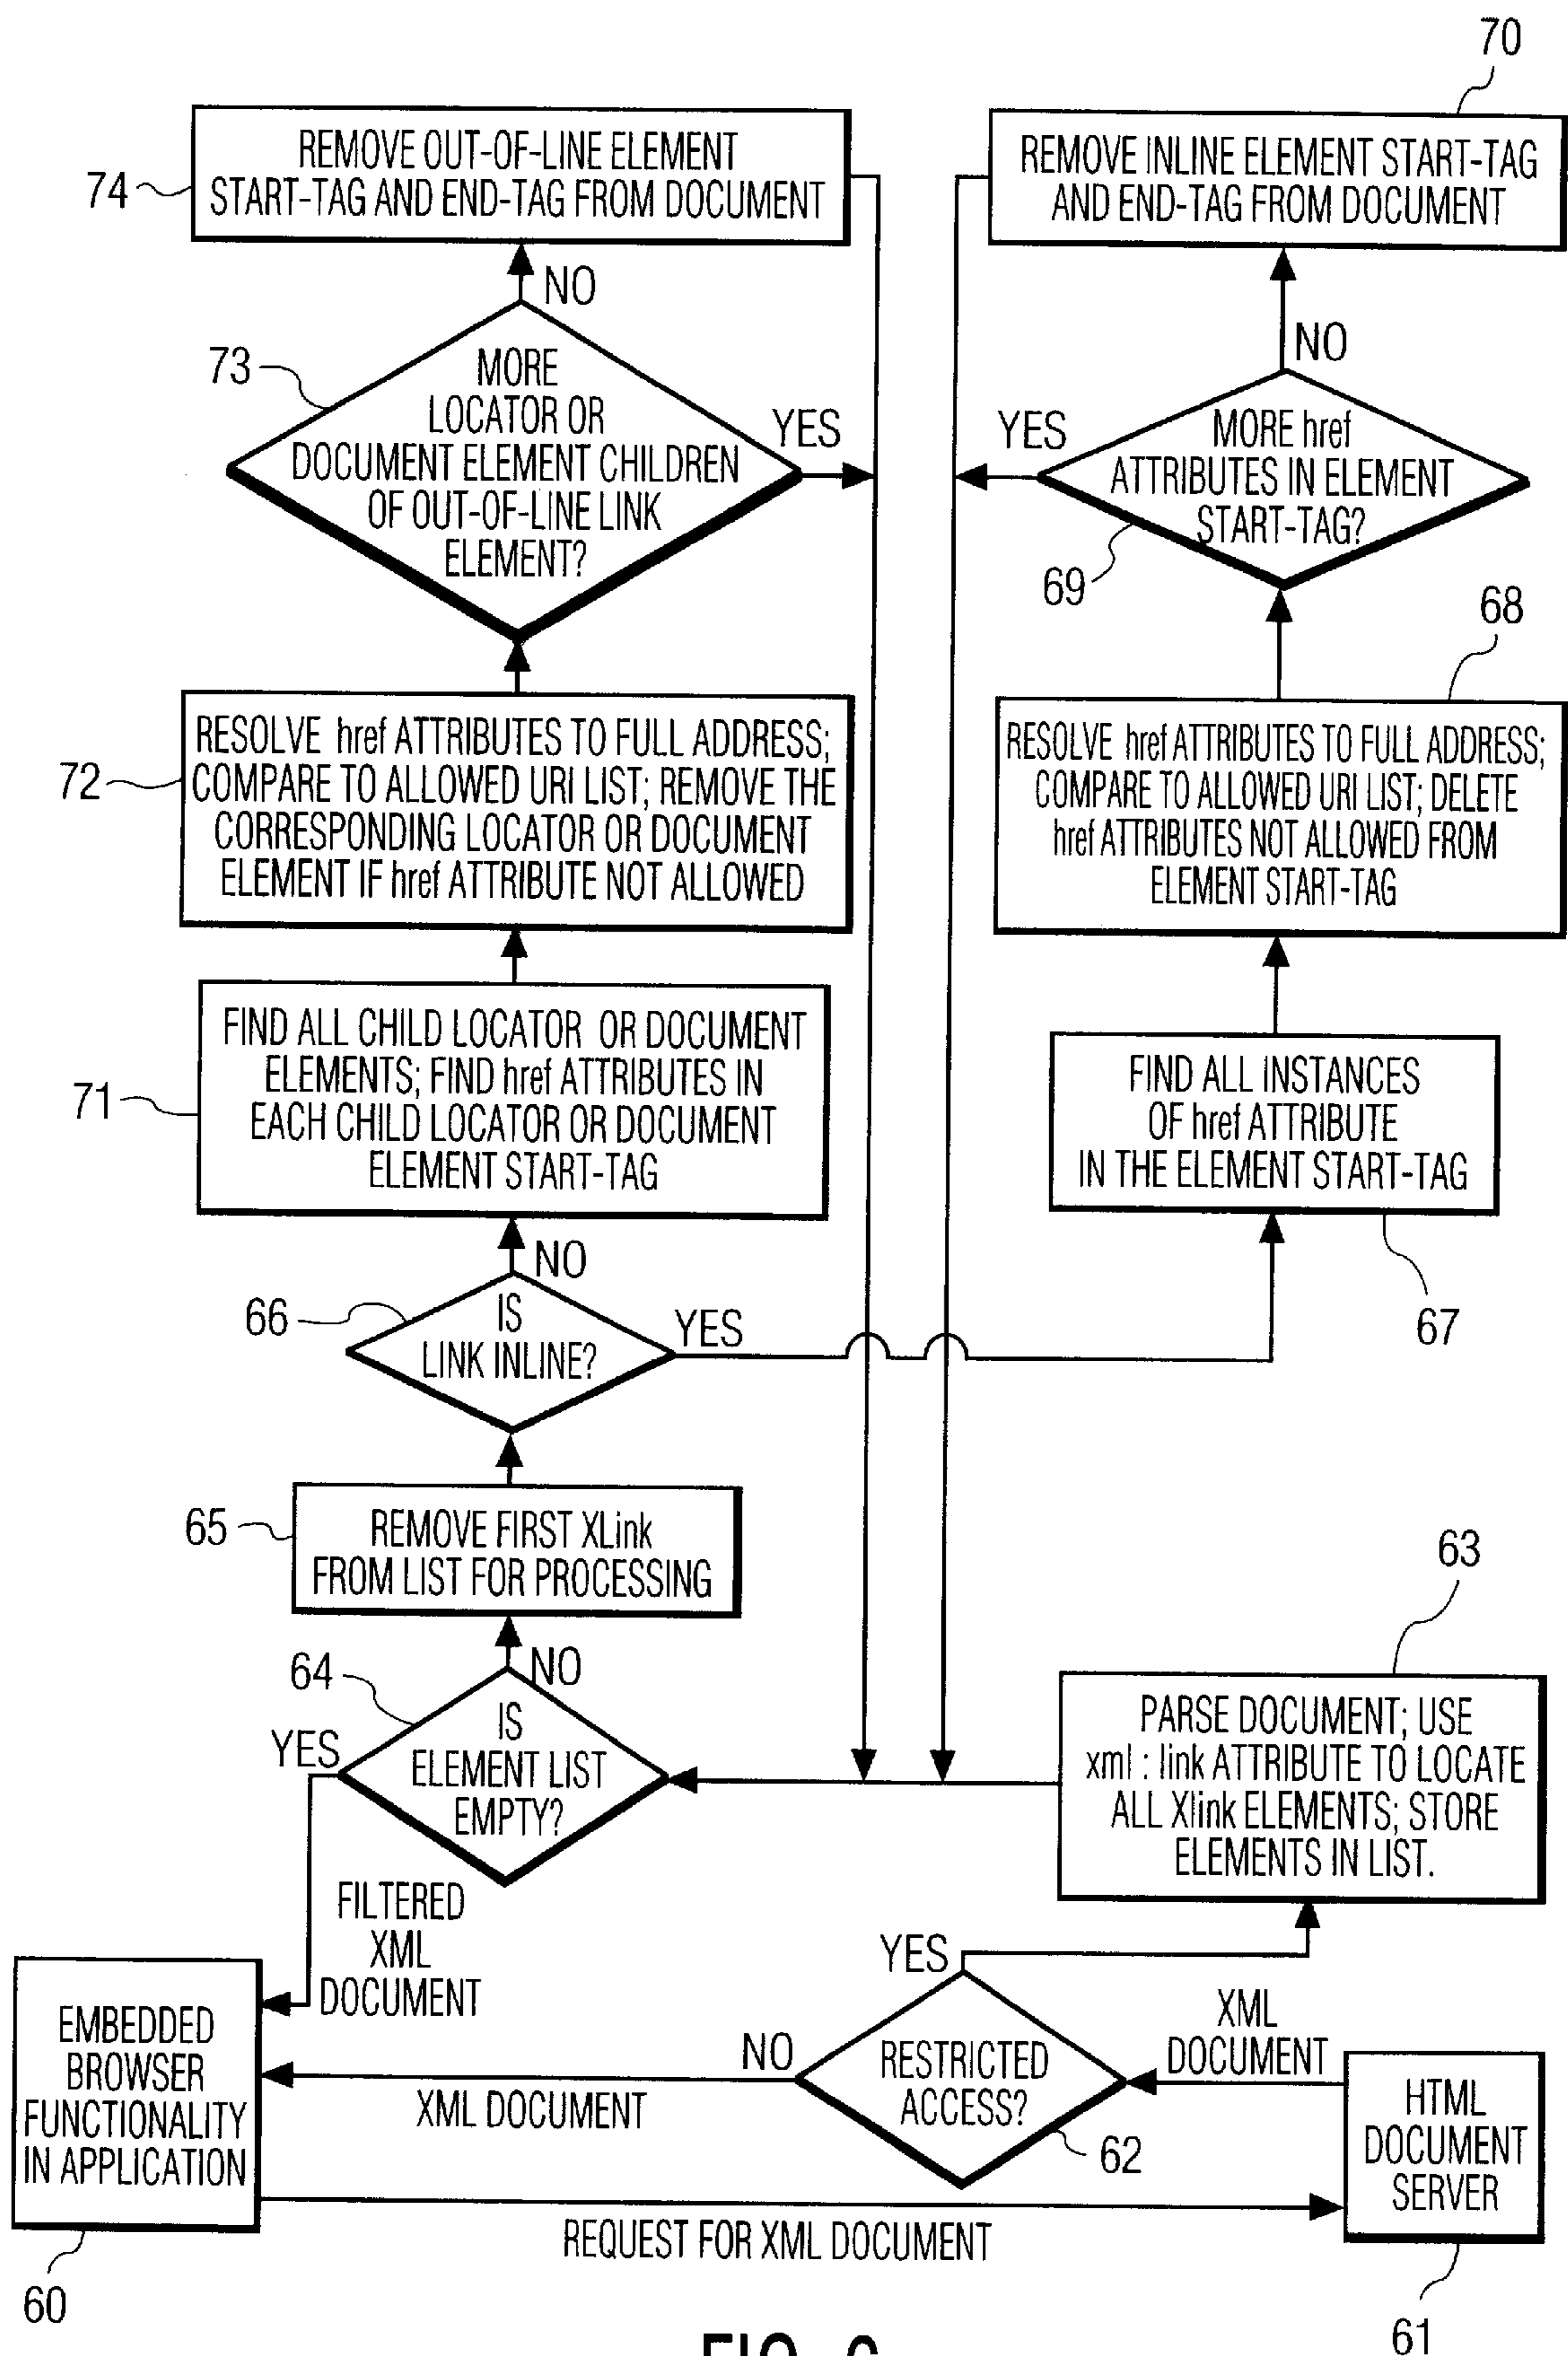 70
REMOVE OUT-OF-LINE ELEMENT
START-TAG AND END-TAG FROM DOCUMENT
74
REMOVE INLINE ELEMENT START-TAG
AND END-TAG FROM DOCUMENT
NO
NO
73
MORE
LOCATOR OR
DOCUMENT ELEMENT CHILDREN
OF OUT-OF-LINE LINK
ELEMENT?
YES
YES
MORE href
ATTRIBUTES IN ELEMENT
START-TAG?
69
68
72
RESOLVE href ATTRIBUTES TO FULL ADDRESS;
COMPARE TO ALLOWED URI LIST; REMOVE THE
CORRESPONDING LOCATOR OR DOCUMENT
ELEMENT IF href ATTRIBUTE NOT ALLOWED
RESOLVE href ATTRIBUTES TO FULL ADDRESS;
COMPARE TO ALLOWED URI LIST; DELETE
href ATTRIBUTES NOT ALLOWED FROM
ELEMENT START-TAG
71
FIND ALL CHILD LOCATOR OR DOCUMENT
ELEMENTS; FIND href ATTRIBUTES IN
EACH CHILD LOCATOR OR DOCUMENT
ELEMENT START-TAG
FIND ALL INSTANCES
OF href ATTRIBUTE
IN THE ELEMENT START-TAG
67
NO
66
IS
LINK INLINE?
YES
65
REMOVE FIRST XLink
FROM LIST FOR PROCESSING
63
64
NO
YES
IS
ELEMENT LIST
EMPTY?
PARSE DOCUMENT; USE
xml : link ATTRIBUTE TO LOCATE
ALL Xlink ELEMENTS; STORE
ELEMENTS IN LIST.
FILTERED
XML
DOCUMENT
YES
EMBEDDED
BROWSER
FUNCTIONALITY
IN APPLICATION
NO
XML DOCUMENT
RESTRICTED
ACCESS?
62
XML
DOCUMENT
HTML
DOCUMENT
SERVER
REQUEST FOR XML DOCUMENT
60
61
FIG. 6